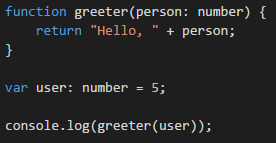 function greeter(person: number) {
    return "Hello, " + person;
}

var user: number = 5;

console.log(greeter(user));